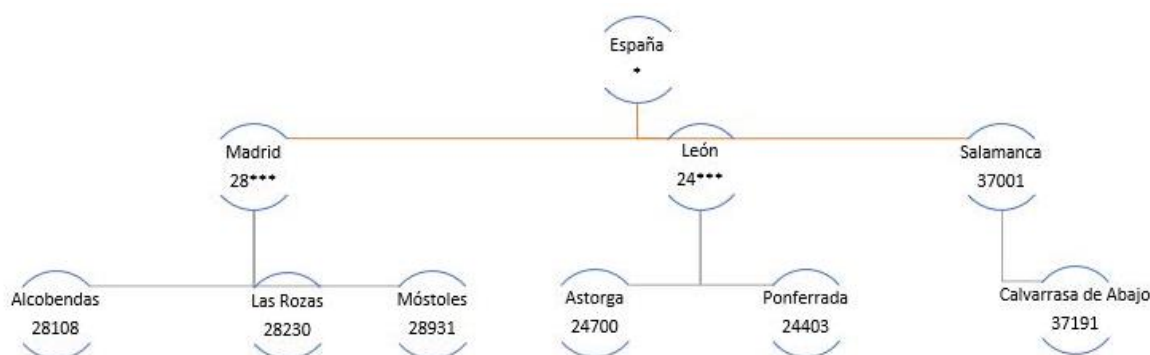 España
*
Madrid
28***
León
24***
Salamanca
37001
Alcobendas
28108
Las Rozas
28230
Móstoles
28931
Astorga
24700
Ponferrada
24403
Calvarrasa de Abajo
37191